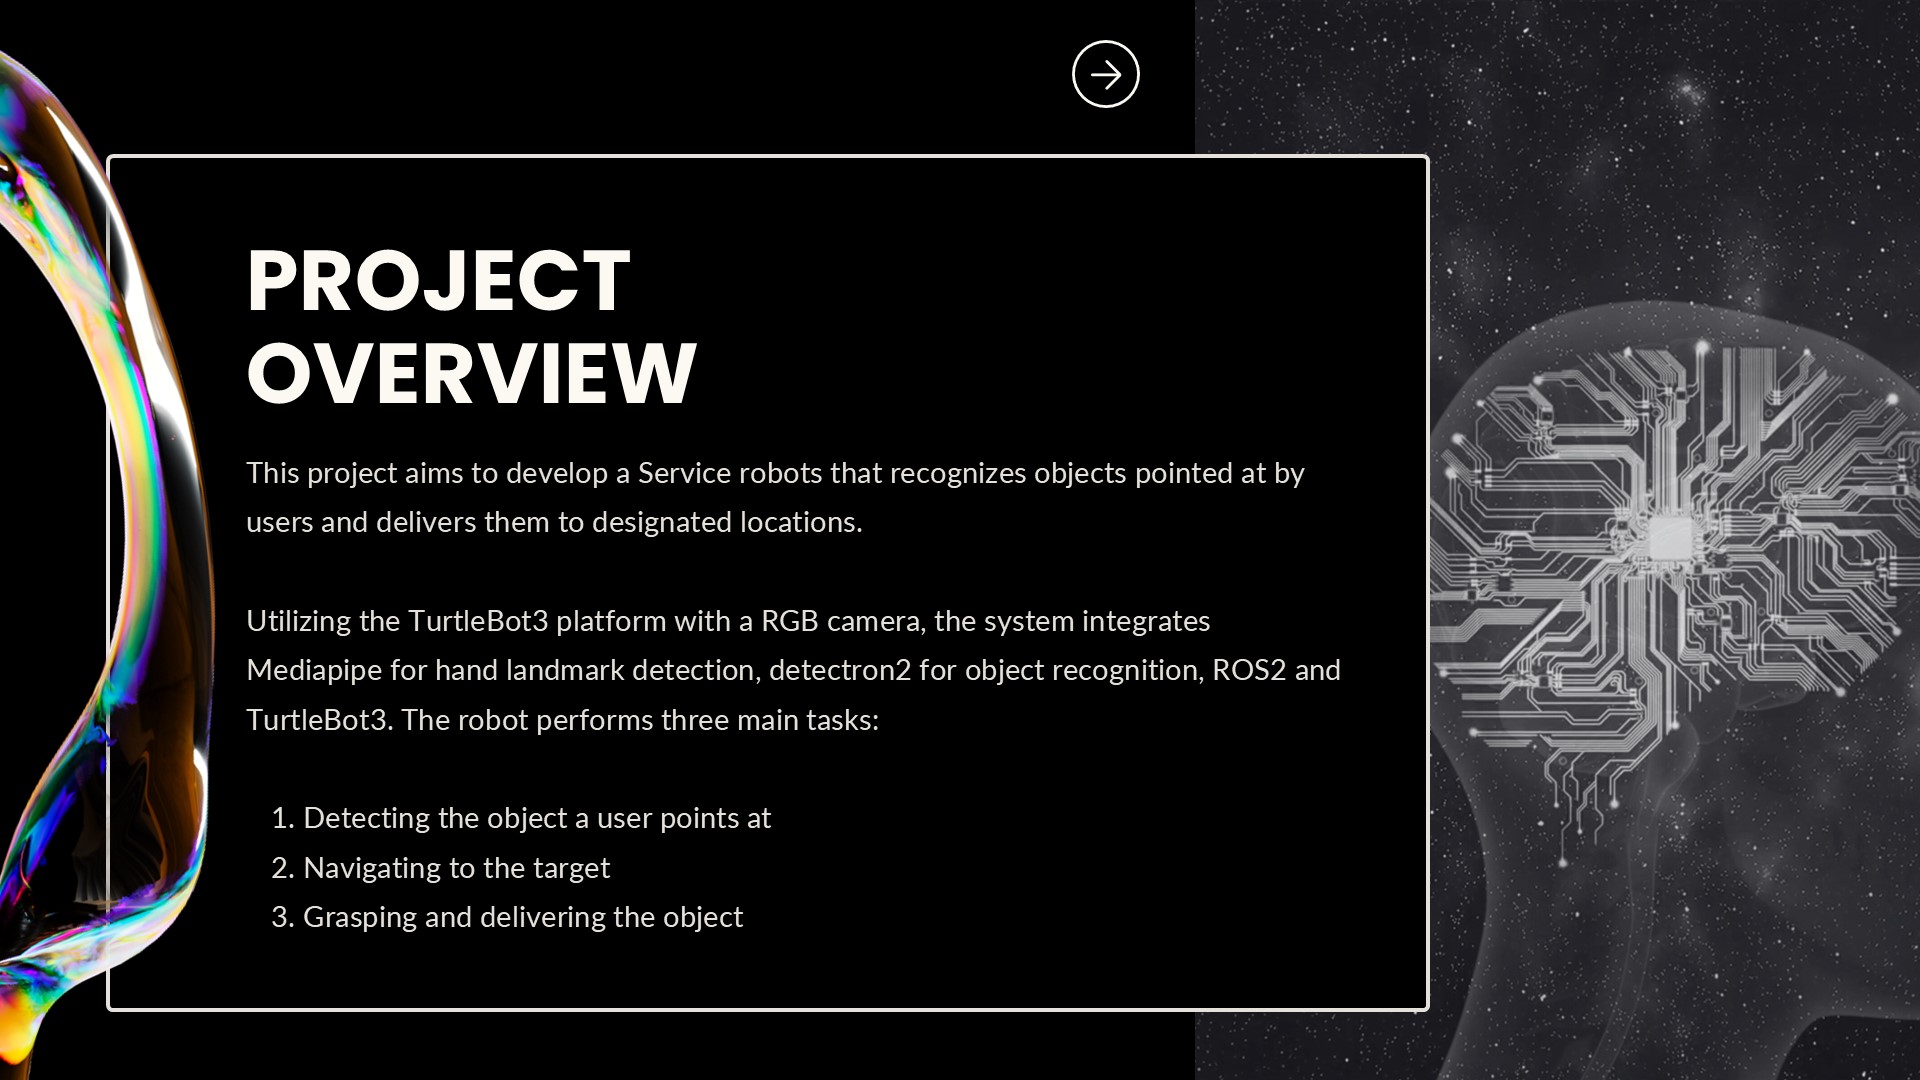 PROJECT
OVERVIEW
This project aims to develop a Service robots that recognizes objects pointed at by
users and delivers them to designated locations.
Utilizing the TurtleBot3 platform with a RGB camera, the system integrates
Mediapipe for hand landmark detection, detectron2 for object recognition, ROS2 and
TurtleBot3. The robot performs three main tasks:
1. Detecting the object a user points at
2. Navigating to the target
3. Grasping and delivering the object